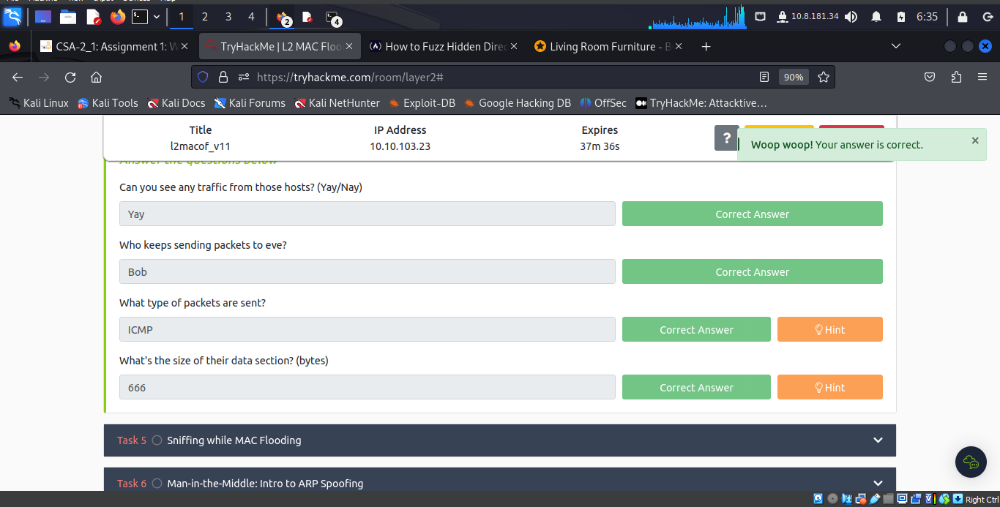 1 2 3 4 2 4 10.8.181.34 6:35
CSA-2_1: Assignment 1: W TryHackMe | L2 MAC Floo How to Fuzz Hidden Direc Living Room Furniture - B
https://tryhackme.com/room/layer2# 90%
Kali Linux Kali Tools Kali Docs Kali Forums Kali NetHunter Exploit-DB Google Hacking DB OffSec TryHackMe: Attacktive…
Title IP Address Expires
l2macof_v11 10.10.103.23 37m 36s
?
Woop woop! Your answer is correct.
Answer the questions below
Can you see any traffic from those hosts? (Yay/Nay)
Yay Correct Answer
Who keeps sending packets to eve?
Bob Correct Answer
What type of packets are sent?
ICMP Correct Answer Hint
What's the size of their data section? (bytes)
666 Correct Answer Hint
Task 5 Sniffing while MAC Flooding
Task 6 Man-in-the-Middle: Intro to ARP Spoofing
Right Ctrl